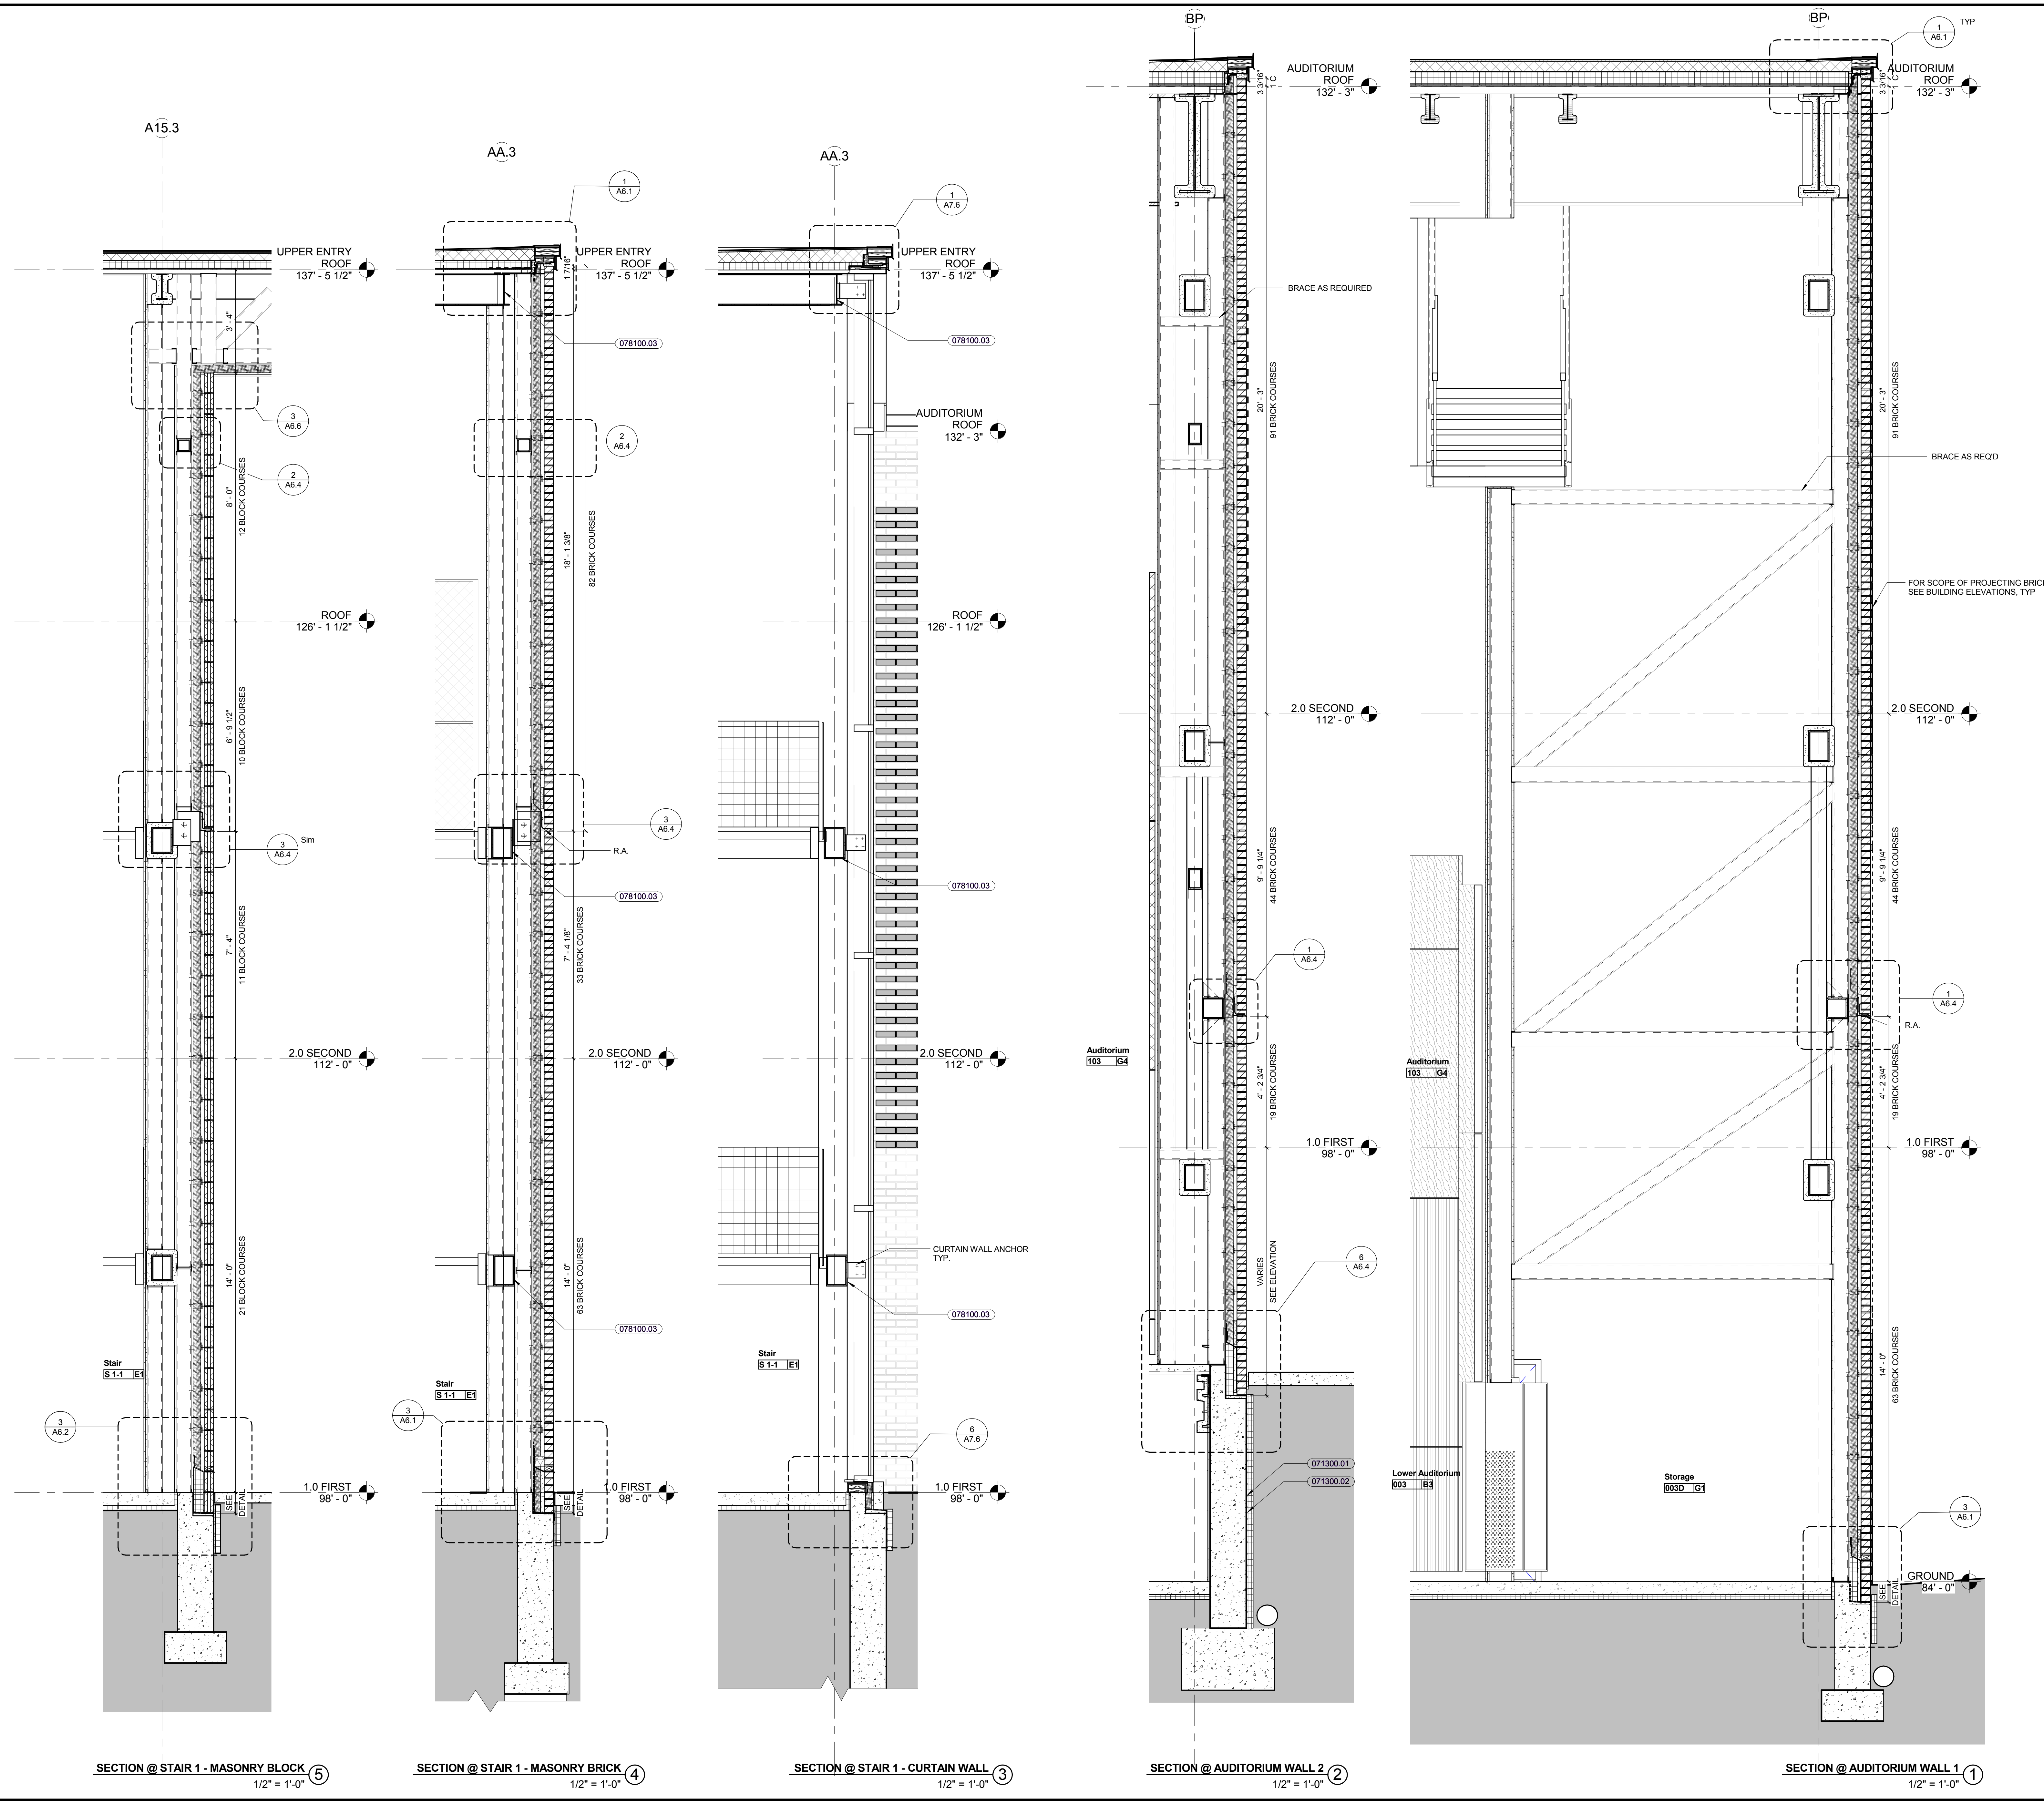 A15.3
UPPER ENTRY
ROOF
137' - 5 1/2"
3' - 4"
3
A6.6
2
A6.4
8' - 0"
12 BLOCK COURSES
ROOF
126' - 1 1/2"
6' - 9 1/2"
10 BLOCK COURSES
3
A6.4
Sim
7' - 4"
11 BLOCK COURSES
2.0 SECOND
112' - 0"
14' - 0"
21 BLOCK COURSES
Stair
S 1-1 E1
3
A6.2
1.0 FIRST
98' - 0"
SEE
DETAIL
SECTION @ STAIR 1 - MASONRY BLOCK 5
1/2" = 1'-0"
AA.3
1
A6.1
UPPER ENTRY
ROOF
137' - 5 1/2"
1 7/16"
078100.03
2
A6.4
18' - 1 3/8"
82 BRICK COURSES
3
A6.4
R.A.
078100.03
7' - 4 1/8"
33 BRICK COURSES
2.0 SECOND
112' - 0"
14' - 0"
63 BRICK COURSES
078100.03
Stair
S 1-1 E1
3
A6.1
1.0 FIRST
98' - 0"
SEE
DETAIL
SECTION @ STAIR 1 - MASONRY BRICK 4
1/2" = 1'-0"
AA.3
1
A7.6
UPPER ENTRY
ROOF
137' - 5 1/2"
078100.03
AUDITORIUM
ROOF
132' - 3"
ROOF
126' - 1 1/2"
078100.03
2.0 SECOND
112' - 0"
CURTAIN WALL ANCHOR
TYP.
078100.03
Stair
S 1-1 E1
6
A7.6
1.0 FIRST
98' - 0"
SECTION @ STAIR 1 - CURTAIN WALL 3
1/2" = 1'-0"
BP
3 3/16"
1 C
AUDITORIUM
ROOF
132' - 3"
BRACE AS REQUIRED
20' - 3"
91 BRICK COURSES
2.0 SECOND
112' - 0"
9' - 9 1/4"
44 BRICK COURSES
1
A6.4
Auditorium
103 G4
4' - 2 3/4"
19 BRICK COURSES
1.0 FIRST
98' - 0"
VARIES
SEE ELEVATION
6
A6.4
071300.01
071300.02
SECTION @ AUDITORIUM WALL 2 2
1/2" = 1'-0"
BP
1
A6.1
TYP
3 3/16"
1 C
AUDITORIUM
ROOF
132' - 3"
20' - 3"
91 BRICK COURSES
BRACE AS REQ'D
FOR SCOPE OF PROJECTING BRICK
SEE BUILDING ELEVATIONS, TYP
2.0 SECOND
112' - 0"
9' - 9 1/4"
44 BRICK COURSES
1
A6.4
R.A.
Auditorium
103 G4
4' - 2 3/4"
19 BRICK COURSES
1.0 FIRST
98' - 0"
14' - 0"
63 BRICK COURSES
Lower Auditorium
003 B3
Storage
003D G1
3
A6.1
GROUND
84' - 0"
SEE
DETAIL
SECTION @ AUDITORIUM WALL 1 1
1/2" = 1'-0"